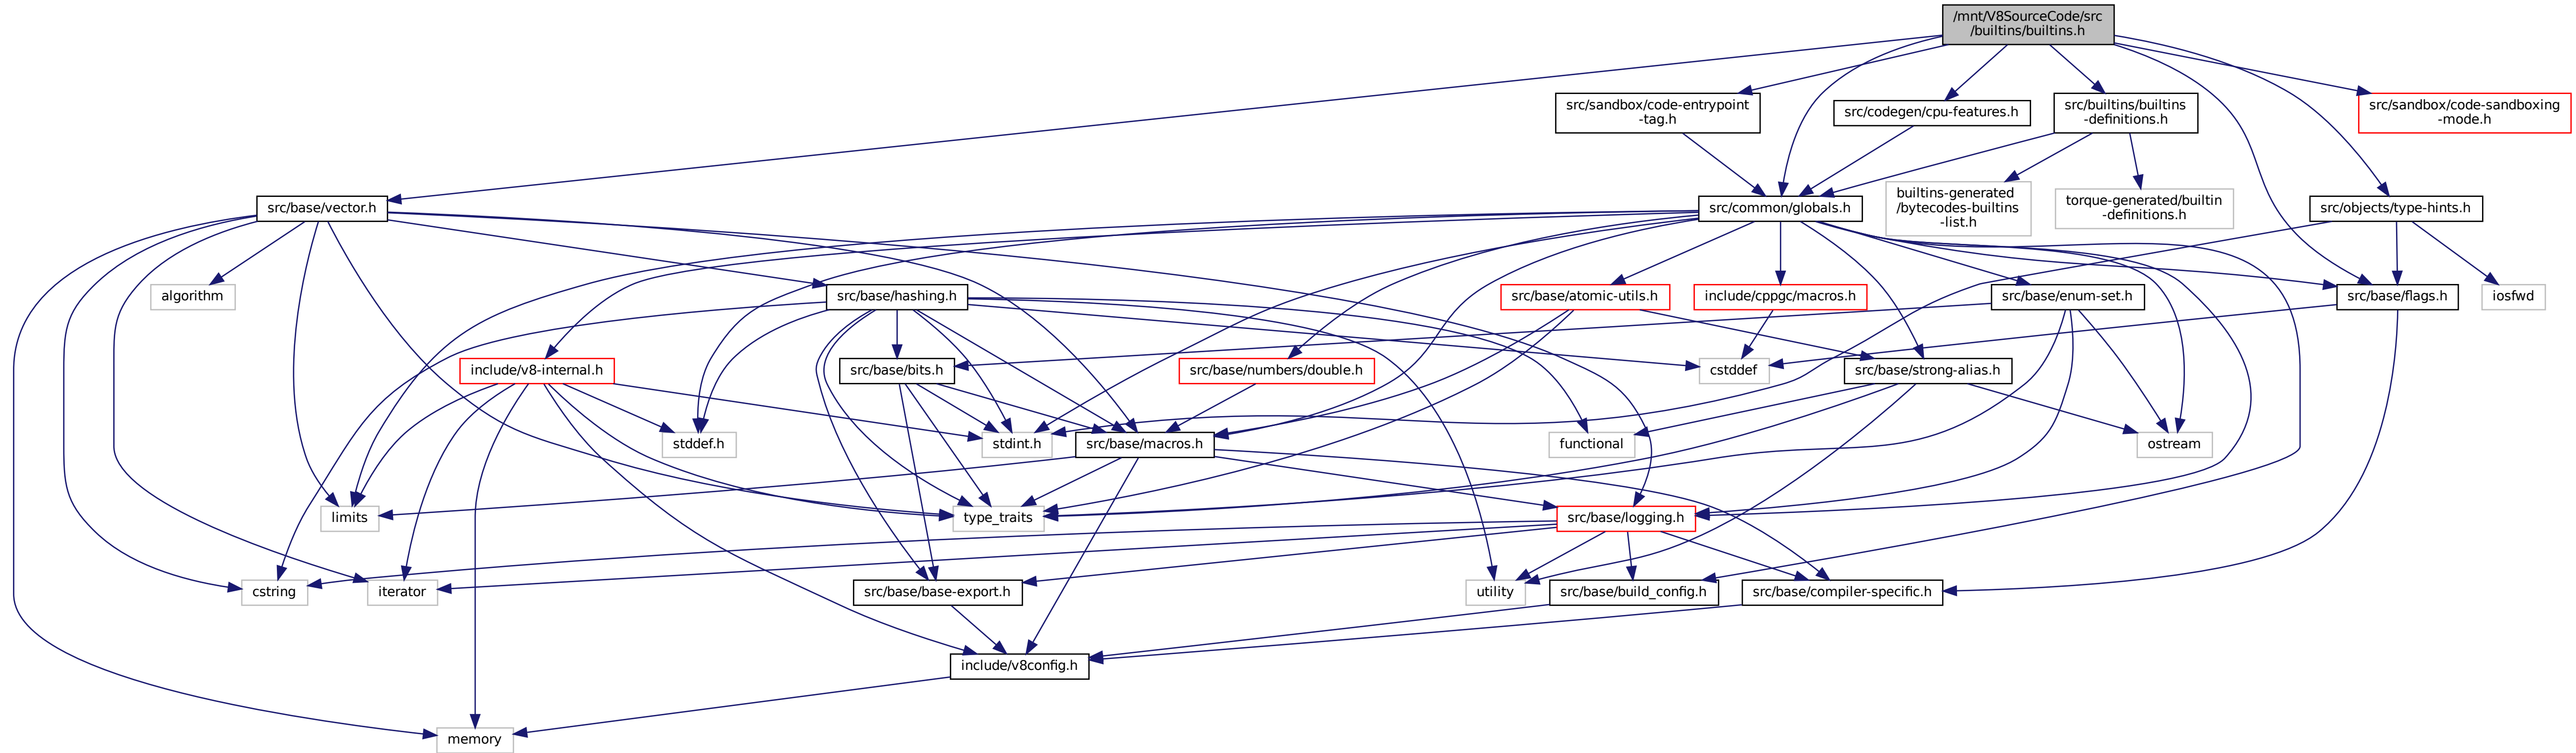 /mnt/V8SourceCode/src
/builtins/builtins.h
src/sandbox/code-entrypoint
-tag.h
src/codegen/cpu-features.h
src/builtins/builtins
-definitions.h
src/sandbox/code-sandboxing
-mode.h
src/base/vector.h
src/common/globals.h
builtins-generated
/bytecodes-builtins
-list.h
torque-generated/builtin
-definitions.h
src/objects/type-hints.h
algorithm
src/base/hashing.h
src/base/atomic-utils.h
include/cppgc/macros.h
src/base/enum-set.h
src/base/flags.h
iosfwd
include/v8-internal.h
src/base/bits.h
src/base/numbers/double.h
cstddef
src/base/strong-alias.h
stddef.h
stdint.h
src/base/macros.h
functional
ostream
limits
type_traits
src/base/logging.h
cstring
iterator
src/base/base-export.h
utility
src/base/build_config.h
src/base/compiler-specific.h
include/v8config.h
memory